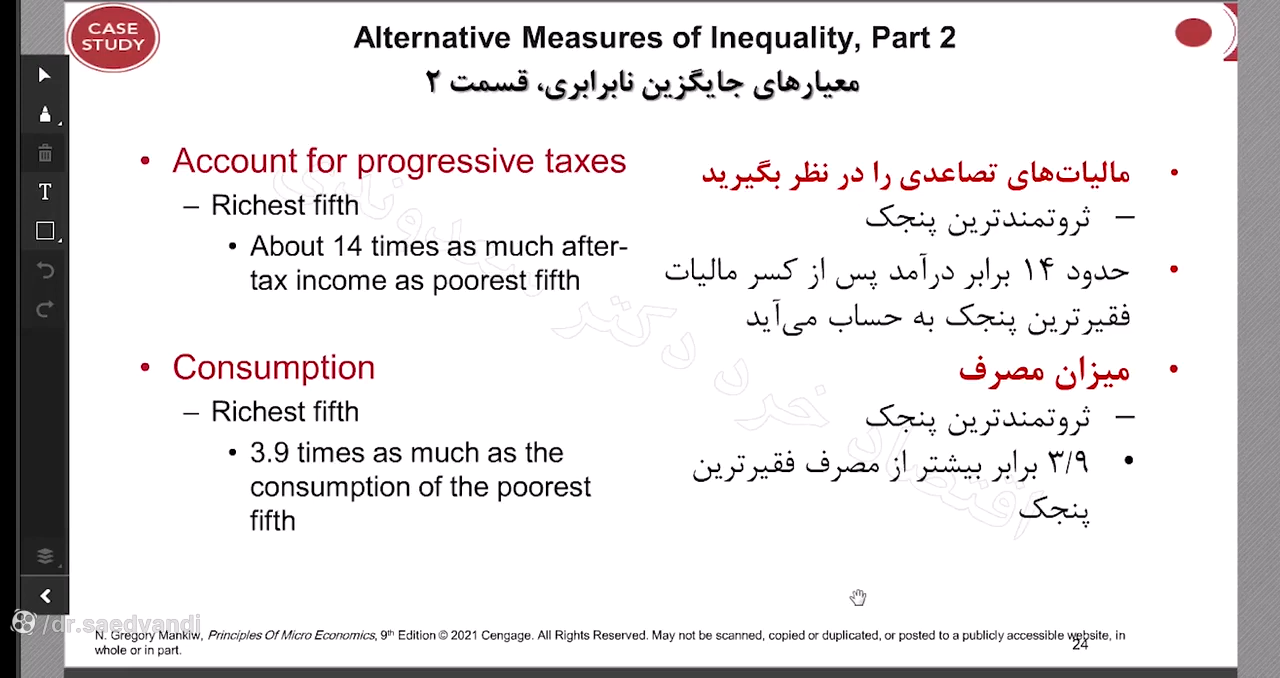 CASE
STUDY
Alternative Measures of Inequality, Part 2
معیارهای جایگزین نابرابری، قسمت ۲
• Account for progressive taxes
– Richest fifth
• About 14 times as much after-
tax income as poorest fifth
• Consumption
– Richest fifth
• 3.9 times as much as the
consumption of the poorest
fifth
• مالیات‌های تصاعدی را در نظر بگیرید
– ثروتمندترین پنجک
• حدود ۱۴ برابر درآمد پس از کسر مالیات
فقیرترین پنجک به حساب می‌آید
• میزان مصرف
– ثروتمندترین پنجک
• ۳/۹ برابر بیشتر از مصرف فقیرترین
پنجک
اقتصاد خرد دکتر
T
/dr.saedvandi
N. Gregory Mankiw, Principles Of Micro Economics, 9th Edition © 2021 Cengage. All Rights Reserved. May not be scanned, copied or duplicated, or posted to a publicly accessible website, in
whole or in part.
24